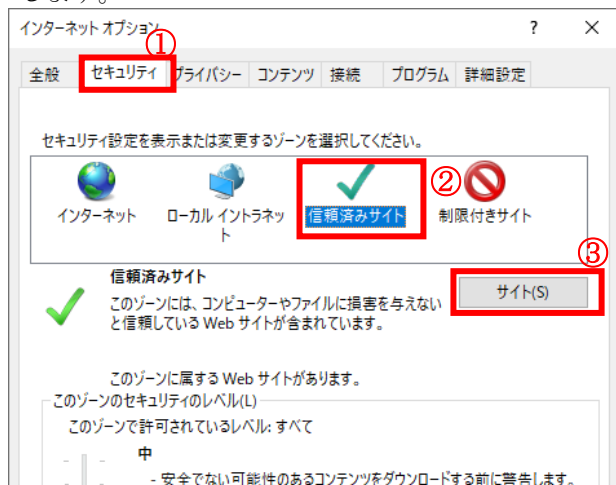 します。
インターネット オプション ? ×
①
全般 セキュリティ プライバシー コンテンツ 接続 プログラム 詳細設定
セキュリティ設定を表示または変更するゾーンを選択してください。
②
インターネット ローカル イントラネット 信頼済みサイト 制限付きサイト
③
信頼済みサイト
サイト(S)
このゾーンには、コンピューターやファイルに損害を与えない
と信頼している Web サイトが含まれています。
このゾーンに属する Web サイトがあります。
このゾーンのセキュリティのレベル(L)
このゾーンで許可されているレベル: すべて
中
- 安全でない可能性のあるコンテンツをダウンロードする前に警告します。